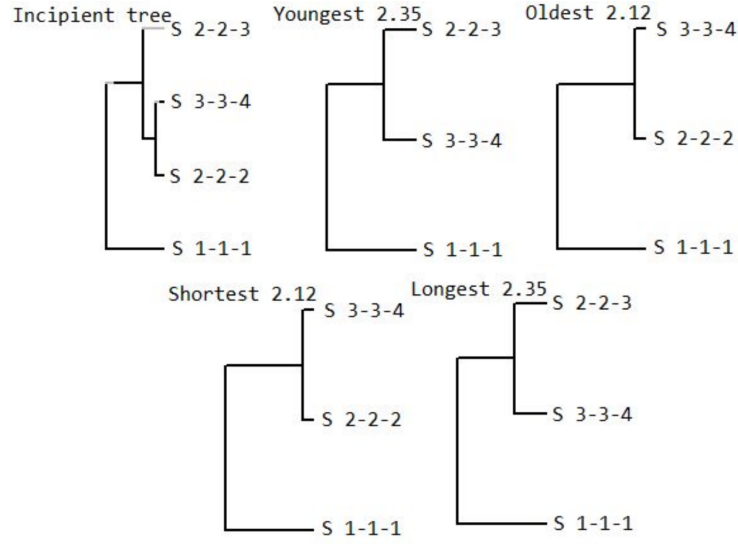 Incipient tree
S 2-2-3
S 3-3-4
S 2-2-2
S 1-1-1
Youngest 2.35
S 2-2-3
S 3-3-4
S 1-1-1
Oldest 2.12
S 3-3-4
S 2-2-2
S 1-1-1
Shortest 2.12
S 3-3-4
S 2-2-2
S 1-1-1
Longest 2.35
S 2-2-3
S 3-3-4
S 1-1-1